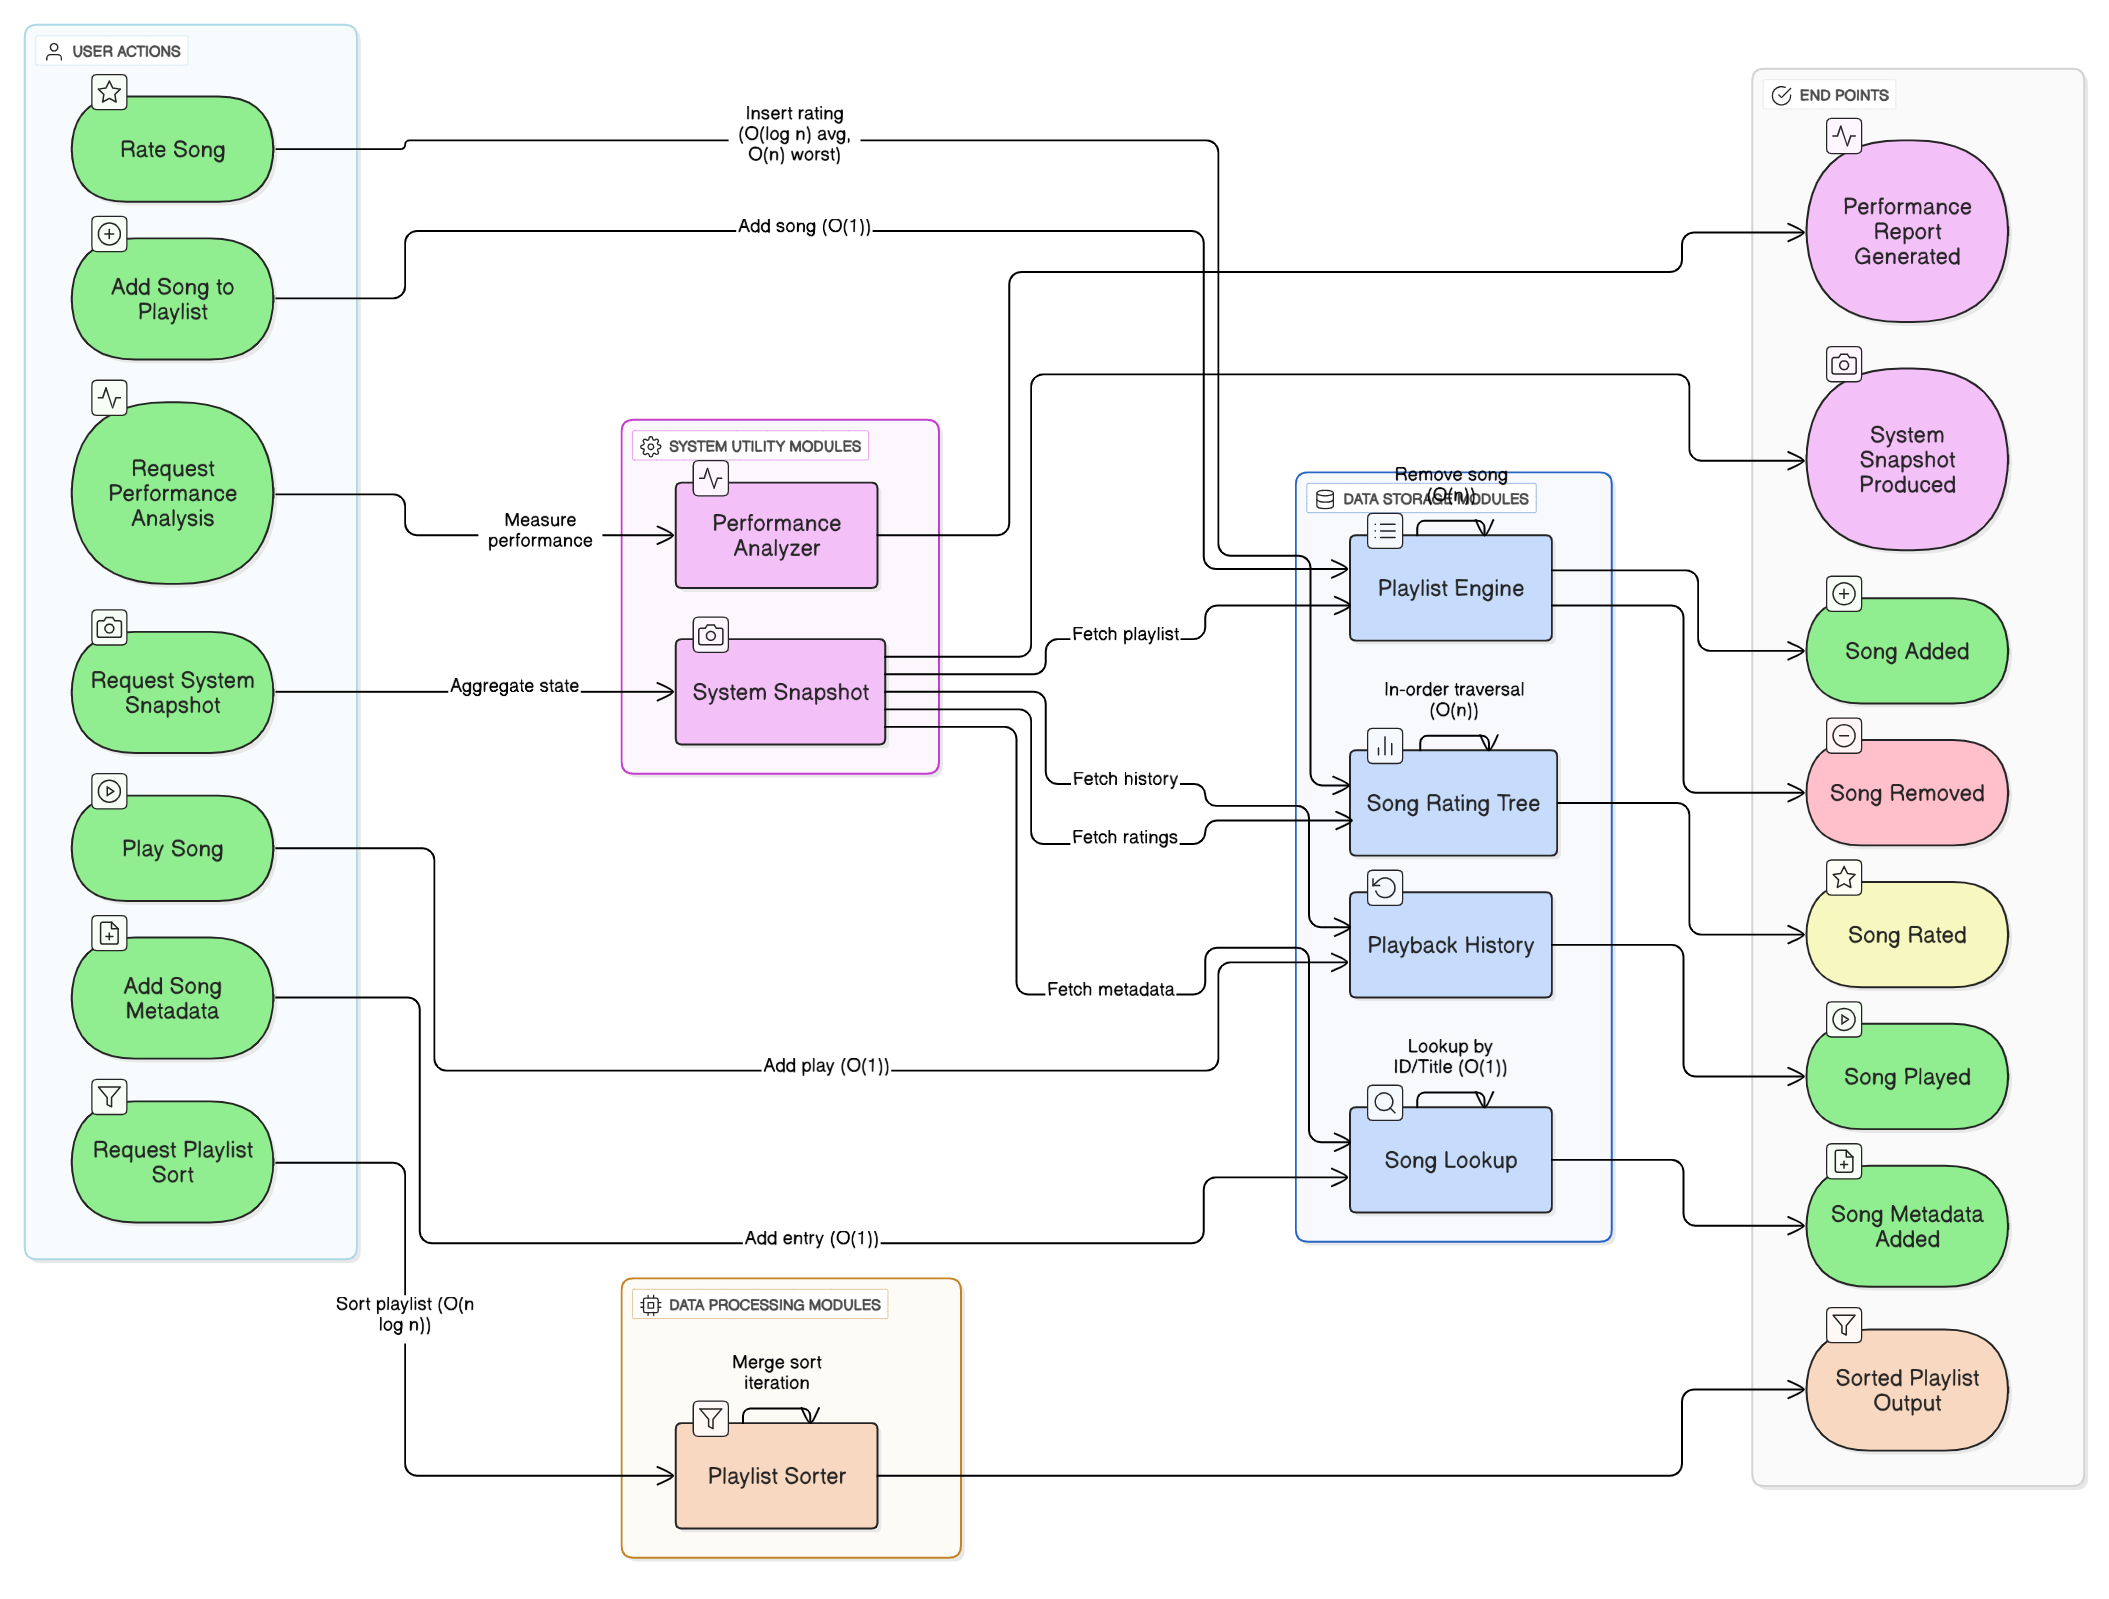 USER ACTIONS
Rate Song
Add Song to
Playlist
Request
Performance
Analysis
Request System
Snapshot
Play Song
Add Song
Metadata
Request Playlist
Sort
Insert rating
(O(log n) avg,
O(n) worst)
Add song (O(1))
Measure
performance
Aggregate state
SYSTEM UTILITY MODULES
Performance
Analyzer
System Snapshot
Fetch playlist
Fetch history
Fetch ratings
Fetch metadata
Add play (O(1))
Add entry (O(1))
Sort playlist (O(n
log n))
DATA PROCESSING MODULES
Merge sort
iteration
Playlist Sorter
Remove song
(O(n))
DATA STORAGE MODULES
Playlist Engine
In-order traversal
(O(n))
Song Rating Tree
Playback History
Lookup by
ID/Title (O(1))
Song Lookup
END POINTS
Performance
Report
Generated
System
Snapshot
Produced
Song Added
Song Removed
Song Rated
Song Played
Song Metadata
Added
Sorted Playlist
Output